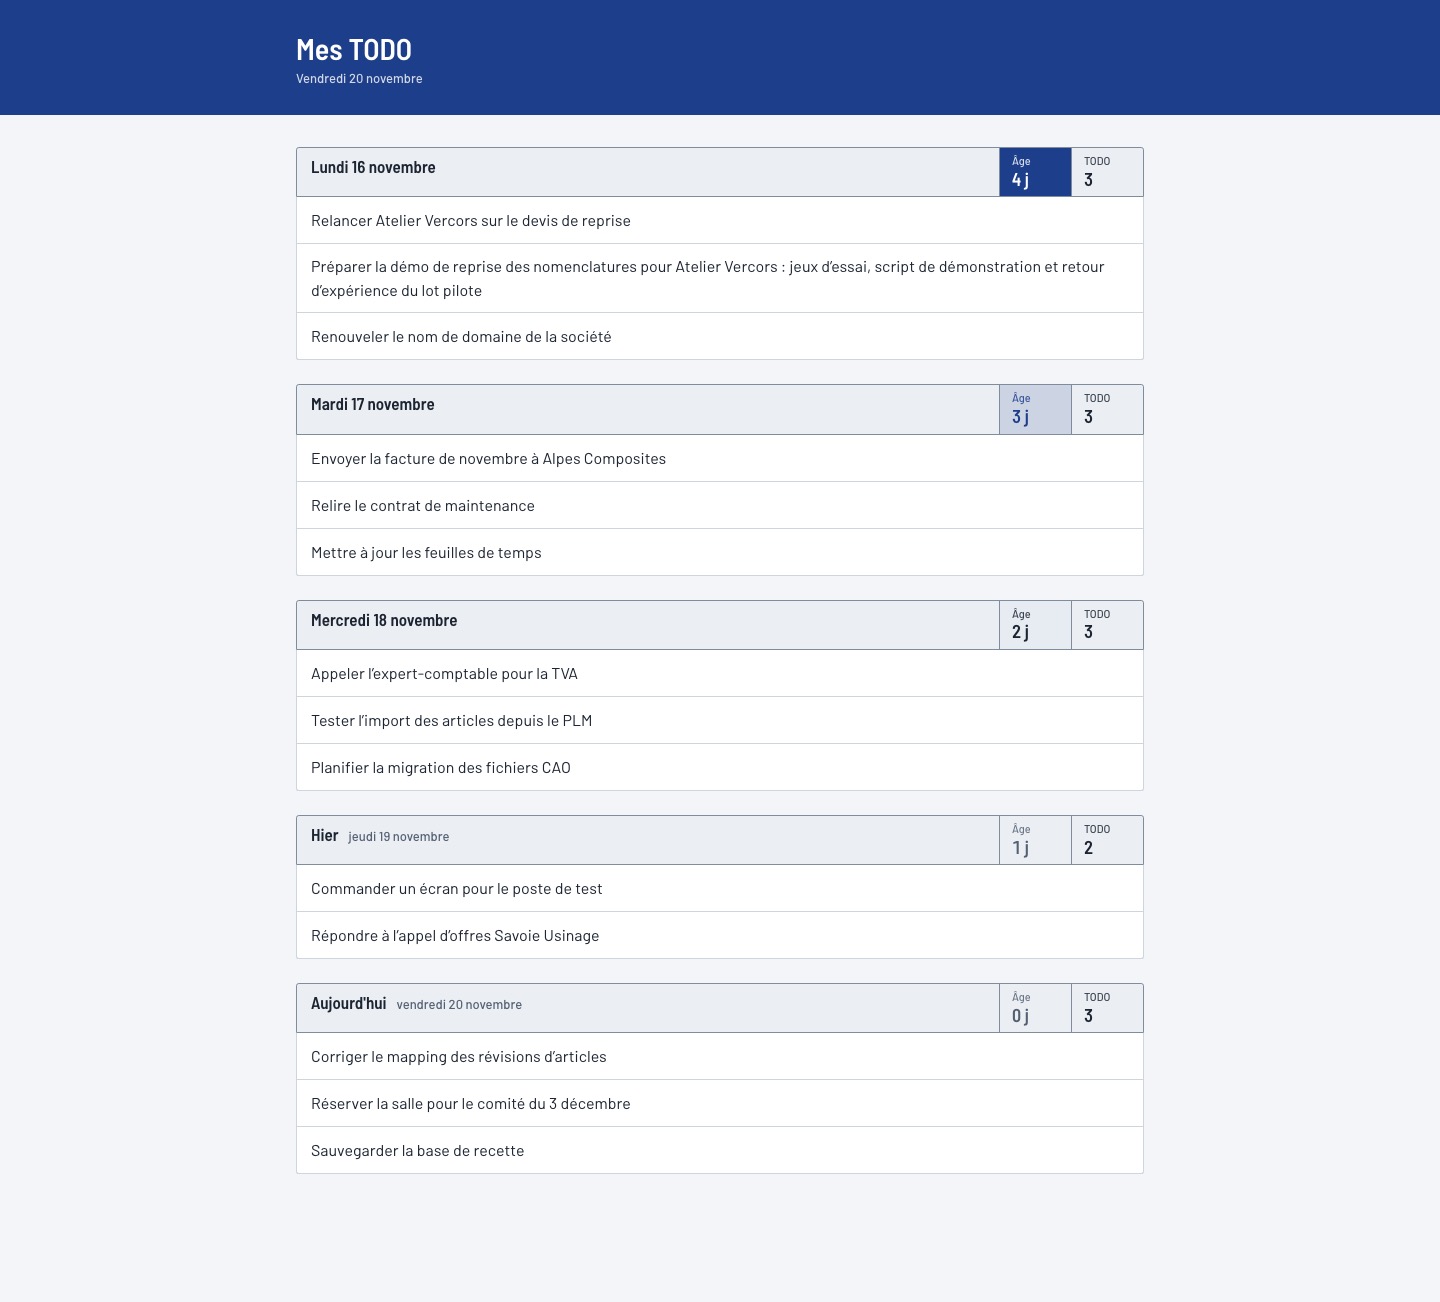 Mes TODO
Vendredi 20 novembre
Lundi 16 novembre
Âge
4 j
TODO
3
Relancer Atelier Vercors sur le devis de reprise
Préparer la démo de reprise des nomenclatures pour Atelier Vercors : jeux d’essai, script de démonstration et retour
d’expérience du lot pilote
Renouveler le nom de domaine de la société
Mardi 17 novembre
Âge
3 j
TODO
3
Envoyer la facture de novembre à Alpes Composites
Relire le contrat de maintenance
Mettre à jour les feuilles de temps
Mercredi 18 novembre
Âge
2 j
TODO
3
Appeler l’expert-comptable pour la TVA
Tester l’import des articles depuis le PLM
Planifier la migration des fichiers CAO
Hier jeudi 19 novembre
Âge
1 j
TODO
2
Commander un écran pour le poste de test
Répondre à l’appel d’offres Savoie Usinage
Aujourd'hui vendredi 20 novembre
Âge
0 j
TODO
3
Corriger le mapping des révisions d’articles
Réserver la salle pour le comité du 3 décembre
Sauvegarder la base de recette